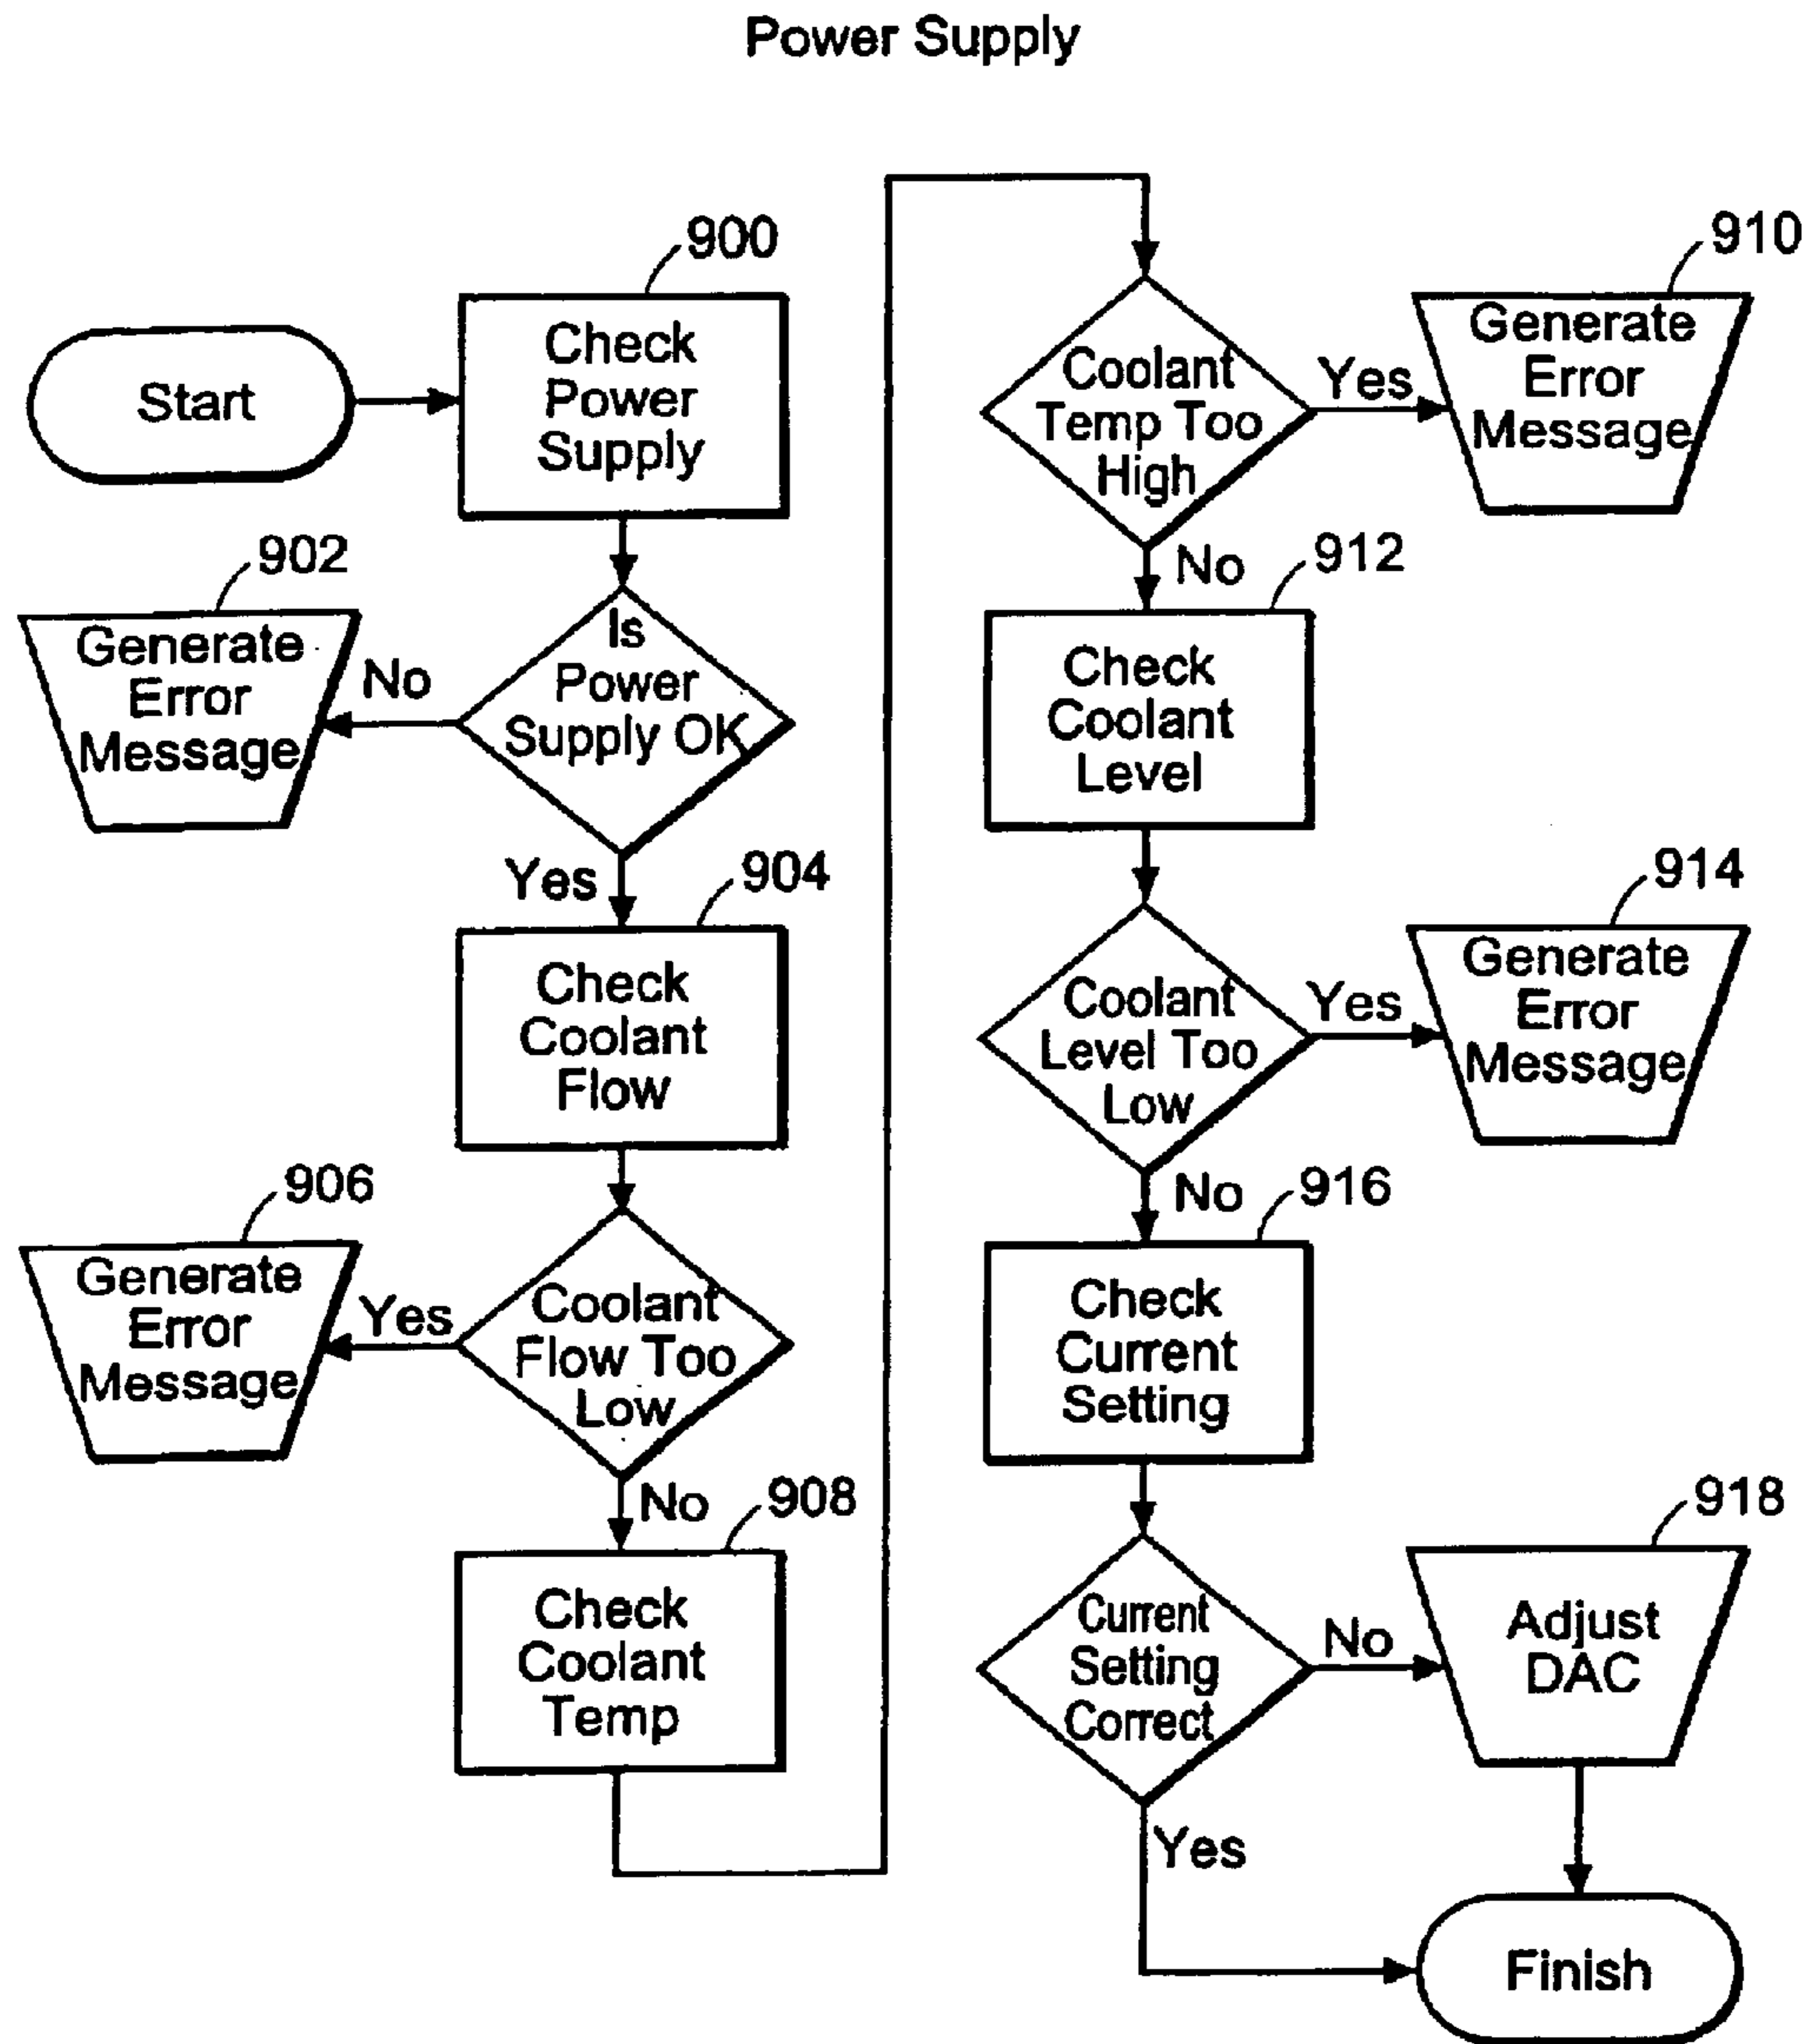 Power Supply
Start
900
Check
Power
Supply
902
Generate
Error
Message
No
Is
Power
Supply OK
Yes
904
Check
Coolant
Flow
906
Generate
Error
Message
Yes
Coolant
Flow Too
Low
No
908
Check
Coolant
Temp
Coolant
Temp Too
High
Yes
910
Generate
Error
Message
No
912
Check
Coolant
Level
Coolant
Level Too
Low
Yes
914
Generate
Error
Message
No
916
Check
Current
Setting
Current
Setting
Correct
No
918
Adjust
DAC
Yes
Finish